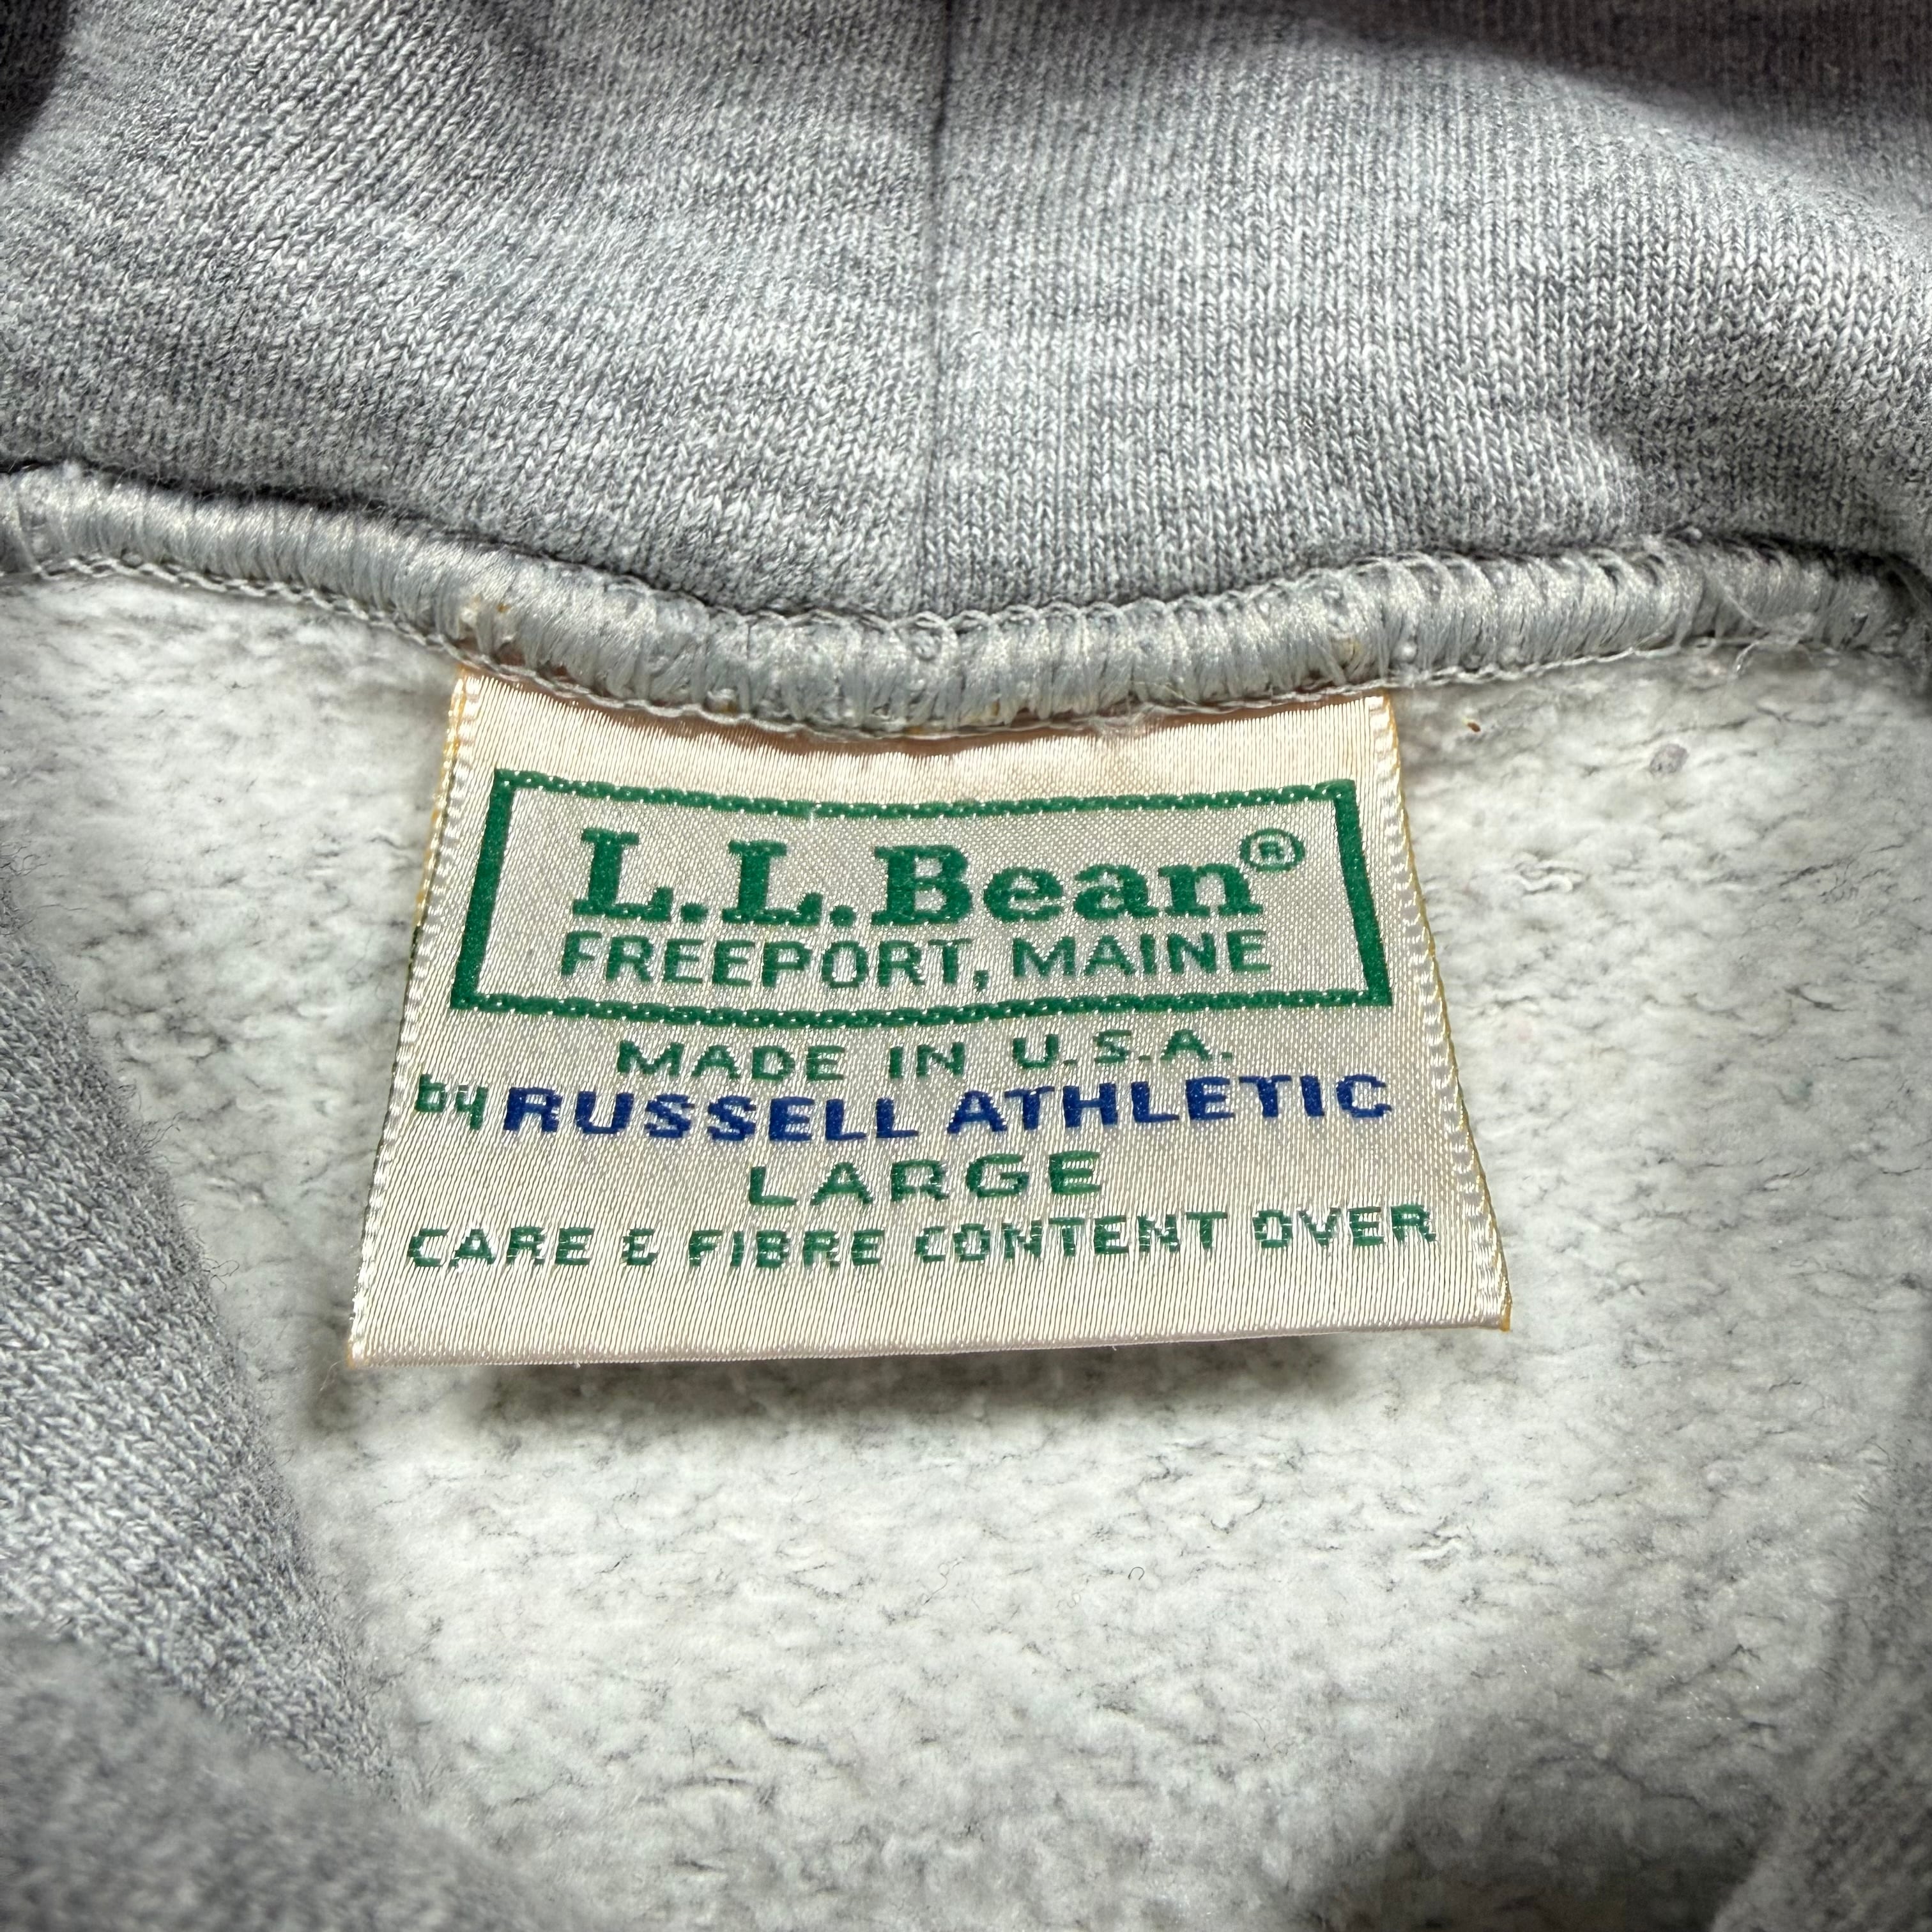 L.L.Bean®
FREEPORT, MAINE
MADE IN U.S.A.
by RUSSELL ATHLETIC
LARGE
CARE & FIBRE CONTENT OVER